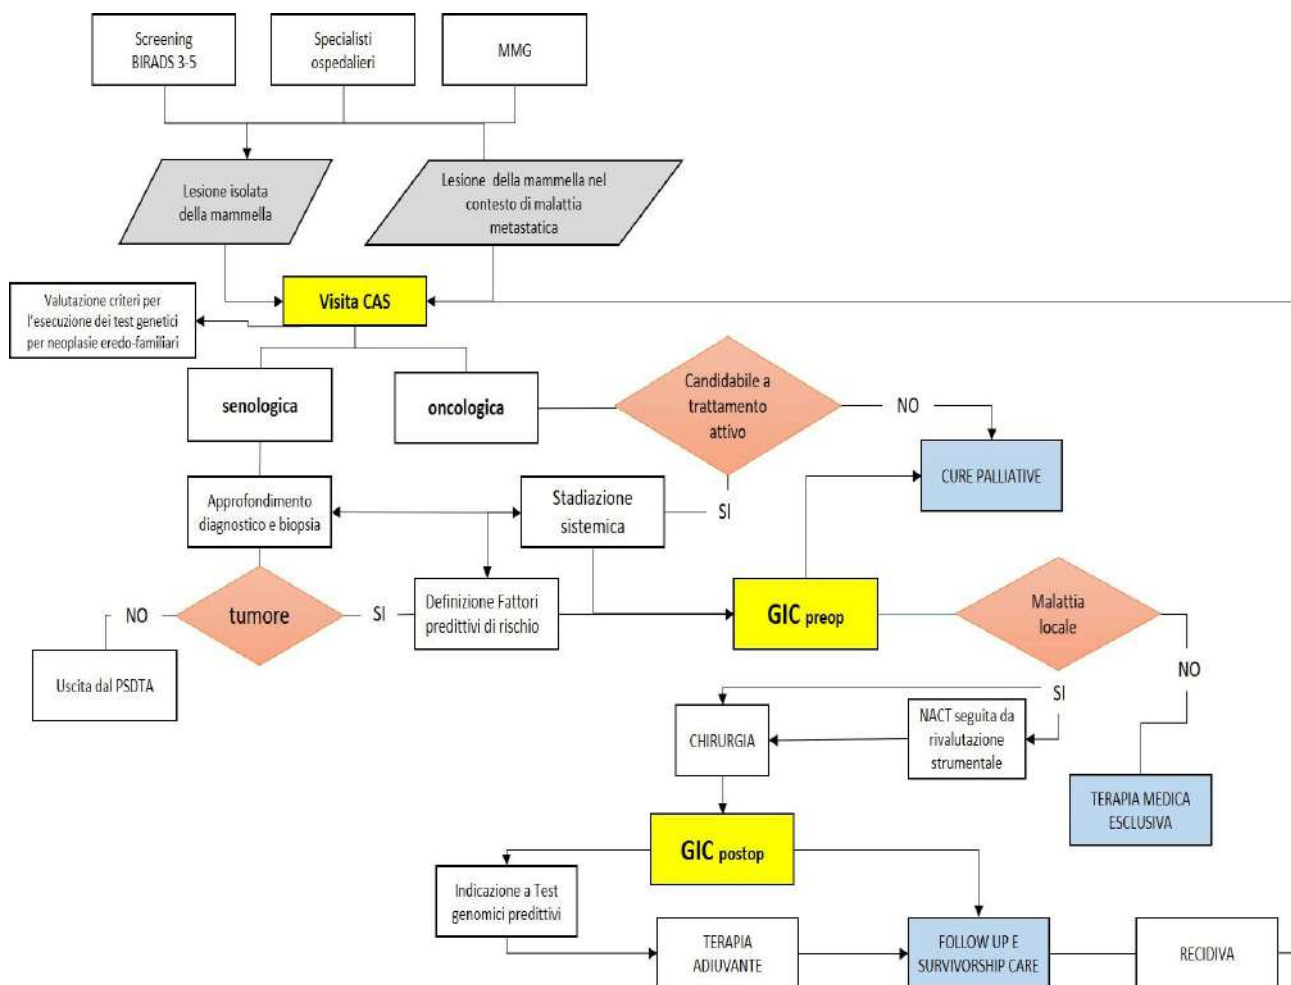 Screening
BIRADS 3-5
Specialisti
ospedalieri
MMG
Lesione isolata
della mammella
Lesione della mammella nel
contesto di malattia
metastatica
Visita CAS
Valutazione criteri per
l'esecuzione dei test genetici
per neoplasie eredo-familiari
senologica
oncologica
Candidabile a
trattamento
attivo
NO
CURE PALLIATIVE
SI
Approfondimento
diagnostico e biopsia
Stadiazione
sistemica
NO
tumore
SI
Definizione Fattori
predittivi di rischio
GIC preop
Malattia
locale
Uscita dal PSDTA
NO
SI
CHIRURGIA
NACT seguita da
rivalutazione
strumentale
TERAPIA MEDICA
ESCLUSIVA
GIC postop
Indicazione a Test
genomici predittivi
TERAPIA
ADIUVANTE
FOLLOW UP E
SURVIVORSHIP CARE
RECIDIVA